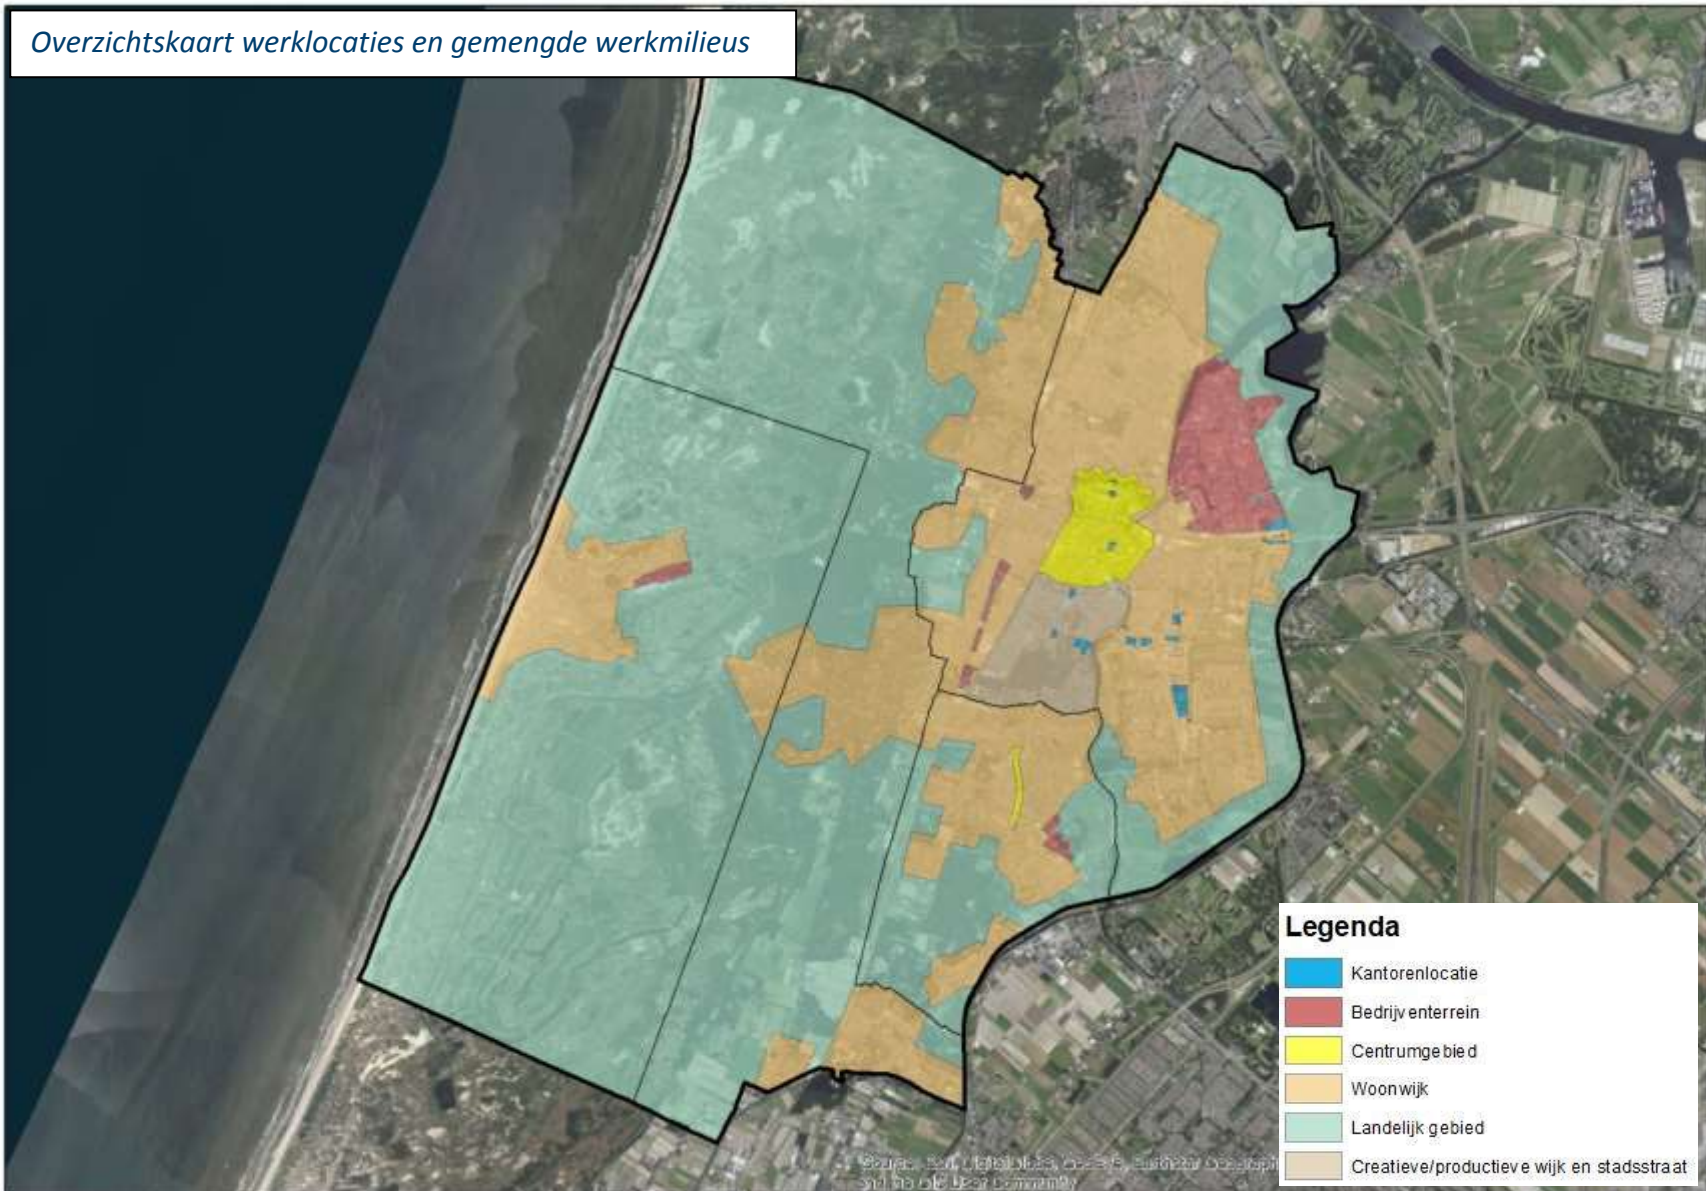 Overzichtskaart werklocaties en gemengde werkmilieus
Legenda
Kantorenlocatie
Bedrijventerrein
Centrumgebied
Woonwijk
Landelijk gebied
Creatieve/productieve wijk en stadsstraat